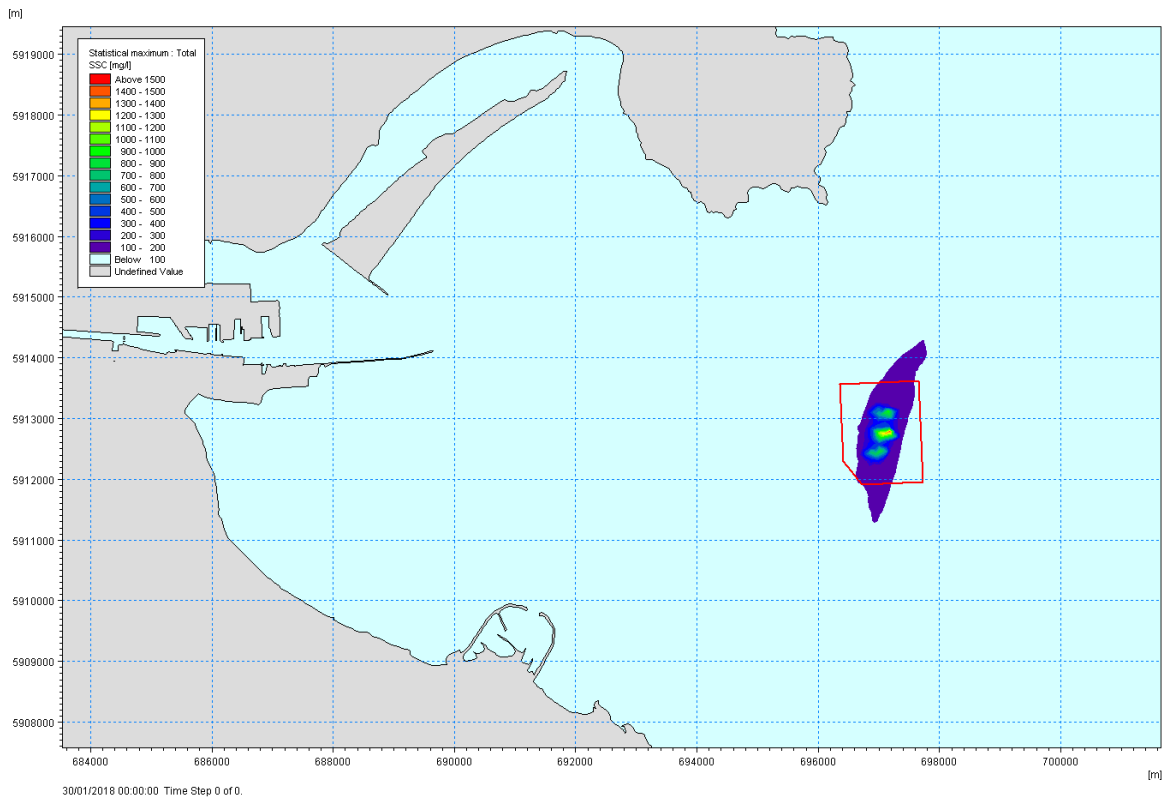 [m]
Statistical maximum : Total
SSC [mg/l]
Above 1500
1400 - 1500
1300 - 1400
1200 - 1300
1100 - 1200
1000 - 1100
900 - 1000
800 - 900
700 - 800
600 - 700
500 - 600
400 - 500
300 - 400
200 - 300
100 - 200
Below 100
Undefined Value
5919000
5918000
5917000
5916000
5915000
5914000
5913000
5912000
5911000
5910000
5909000
5908000
684000 686000 688000 690000 692000 694000 696000 698000 700000
[m]
30/01/2018 00:00:00 Time Step 0 of 0.